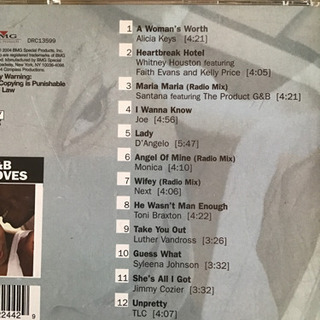 BMG DRC13599
© 2004 BMG Special Products, Inc.
Warning:
Copying is Punishable
Law
1 A Woman's Worth
Alicia Keys [4:21]
2 Heartbreak Hotel
Whitney Houston featuring
Faith Evans and Kelly Price [4:05]
3 Maria Maria (Radio Mix)
Santana featuring The Product G&B [4:21]
4 I Wanna Know
Joe [4:56]
5 Lady
D'Angelo [5:47]
6 Angel Of Mine (Radio Mix)
Monica [4:10]
7 Wifey (Radio Mix)
Next [4:06]
8 He Wasn't Man Enough
Toni Braxton [4:22]
9 Take You Out
Luther Vandross [3:26]
10 Guess What
Syleena Johnson [3:32]
11 She's All I Got
Jimmy Cozier [3:32]
12 Unpretty
TLC [4:07]
&B
OVES
22442 9